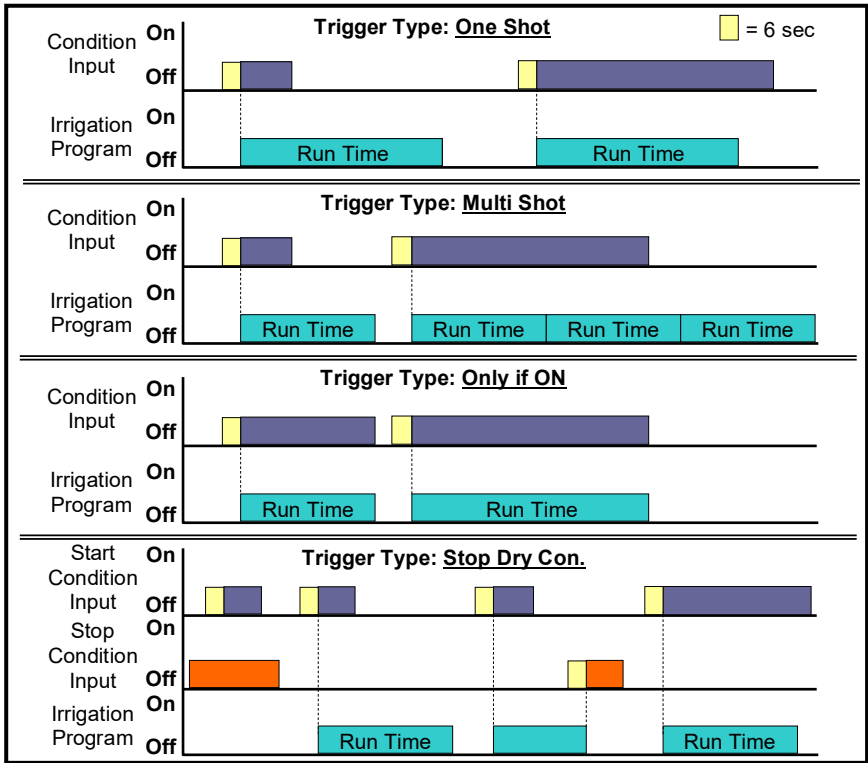 Trigger Type: One Shot
= 6 sec
Condition
Input
On
Off
Irrigation
Program
On
Off
Run Time
Run Time
Trigger Type: Multi Shot
Condition
Input
On
Off
Irrigation
Program
On
Off
Run Time
Run Time
Run Time
Run Time
Trigger Type: Only if ON
Condition
Input
On
Off
Irrigation
Program
On
Off
Run Time
Run Time
Trigger Type: Stop Dry Con.
Start
Condition
Input
On
Off
Stop
Condition
Input
On
Off
Irrigation
Program
On
Off
Run Time
Run Time